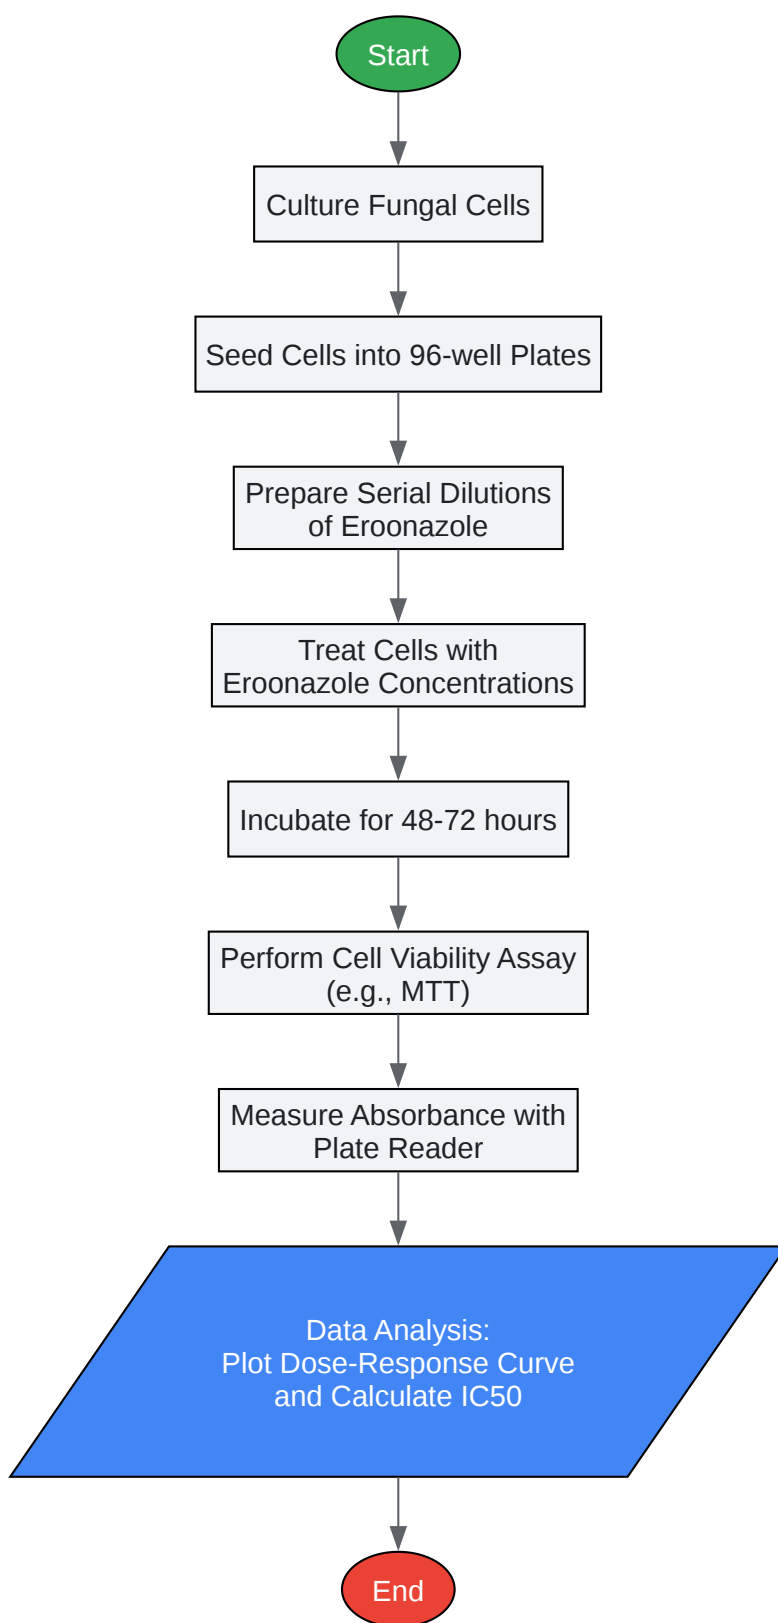 Start
Culture Fungal Cells
Seed Cells into 96-well Plates
Prepare Serial Dilutions
of Eroonazole
Treat Cells with
Eroonazole Concentrations
Incubate for 48-72 hours
Perform Cell Viability Assay
(e.g., MTT)
Measure Absorbance with
Plate Reader
Data Analysis:
Plot Dose-Response Curve
and Calculate IC50
End